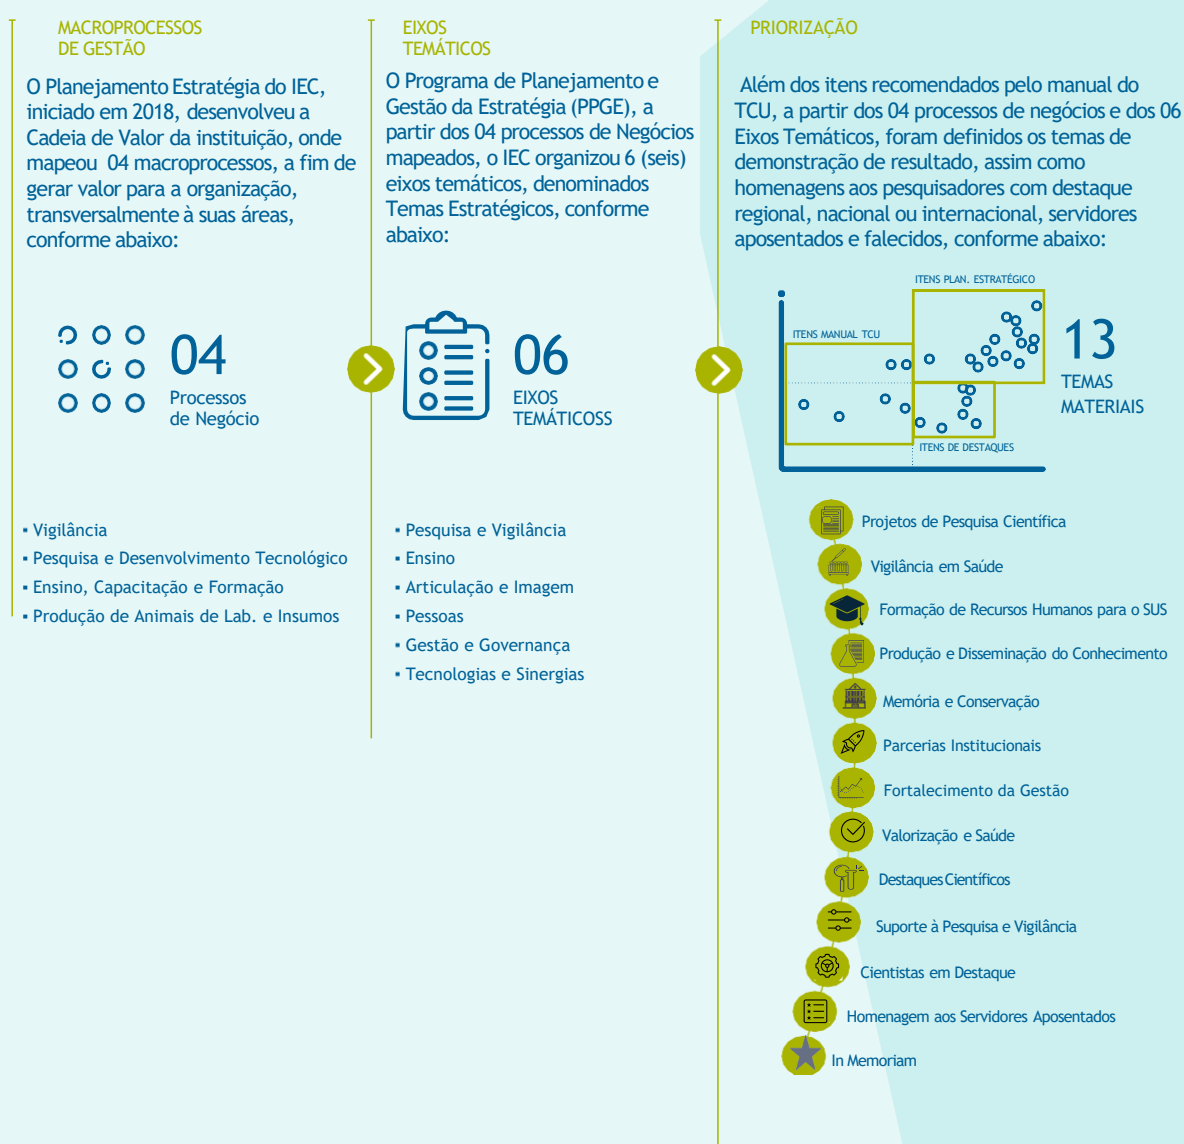 MACROPROCESSOS
DE GESTÃO
O Planejamento Estratégia do IEC,
iniciado em 2018, desenvolveu a
Cadeia de Valor da instituição, onde
mapeou 04 macroprocessos, a fim de
gerar valor para a organização,
transversalmente à suas áreas,
conforme abaixo:
04
Processos
de Negócio
▪ Vigilância
▪ Pesquisa e Desenvolvimento Tecnológico
▪ Ensino, Capacitação e Formação
▪ Produção de Animais de Lab. e Insumos
EIXOS
TEMÁTICOS
O Programa de Planejamento e
Gestão da Estratégia (PPGE), a
partir dos 04 processos de Negócios
mapeados, o IEC organizou 6 (seis)
eixos temáticos, denominados
Temas Estratégicos, conforme
abaixo:
06
EIXOS
TEMÁTICOSS
▪ Pesquisa e Vigilância
▪ Ensino
▪ Articulação e Imagem
▪ Pessoas
▪ Gestão e Governança
▪ Tecnologias e Sinergias
PRIORIZAÇÃO
Além dos itens recomendados pelo manual do
TCU, a partir dos 04 processos de negócios e dos 06
Eixos Temáticos, foram definidos os temas de
demonstração de resultado, assim como
homenagens aos pesquisadores com destaque
regional, nacional ou internacional, servidores
aposentados e falecidos, conforme abaixo:
ITENS PLAN. ESTRATÉGICO
ITENS MANUAL TCU
ITENS DE DESTAQUES
13
TEMAS
MATERIAIS
Projetos de Pesquisa Científica
Vigilância em Saúde
Formação de Recursos Humanos para o SUS
Produção e Disseminação do Conhecimento
Memória e Conservação
Parcerias Institucionais
Fortalecimento da Gestão
Valorização e Saúde
Destaques Científicos
Suporte à Pesquisa e Vigilância
Cientistas em Destaque
Homenagem aos Servidores Aposentados
In Memoriam